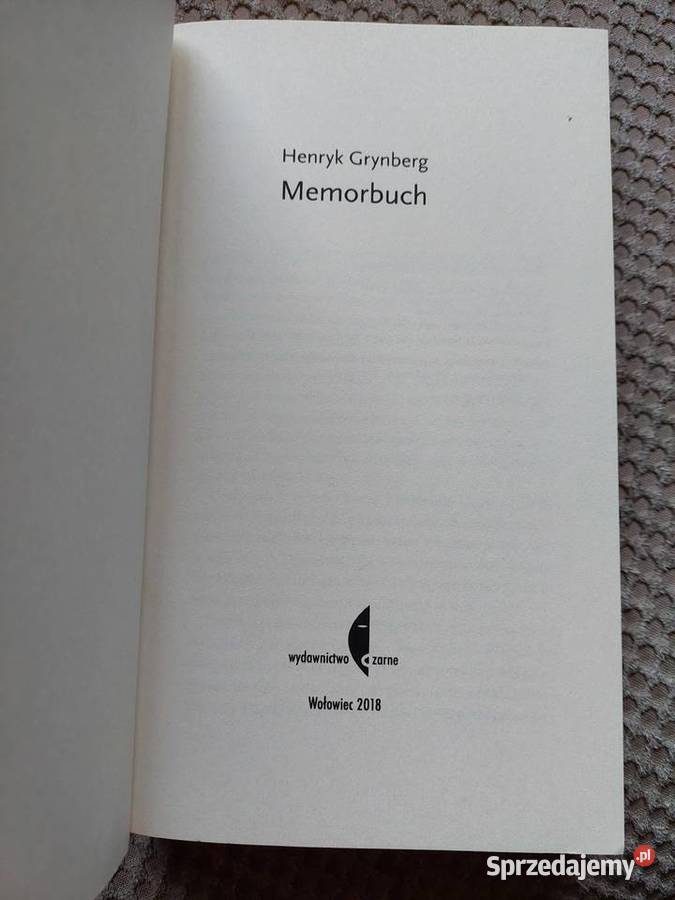 Henryk Grynberg
Memorbuch
wydawnictwo czarne
Wołowiec 2018
Sprzedajemy.pl